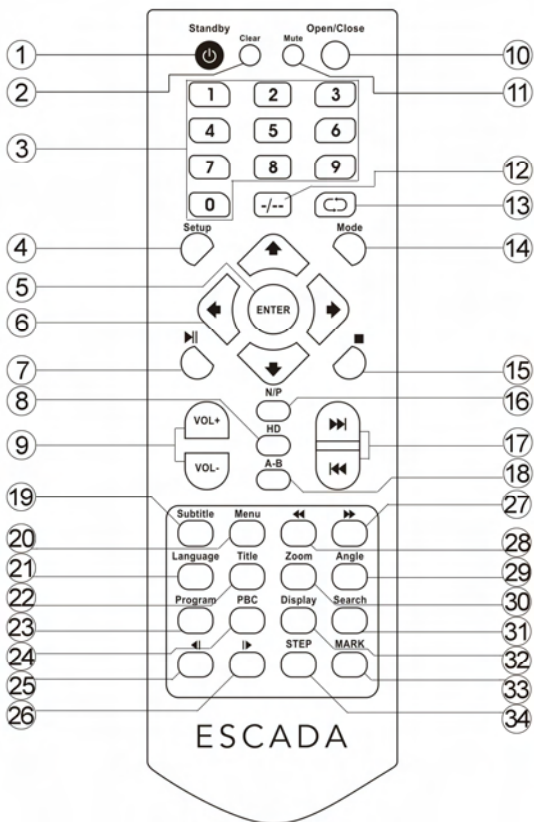 Standby Clear Mute Open/Close
1 10
2 11
1 2 3
3
4 5 6
7 8 9
12
0 -/--
13
Setup Mode
4 14
5
ENTER
6
7 15
N/P
16
8
VOL+ HD
9 17
VOL- A-B
18
19 27
Subtitle Menu
20 28
Language Title Zoom Angle
21 29
22 30
Program PBC Display Search
23 31
24 32
STEP MARK
25 33
26 34
ESCADA